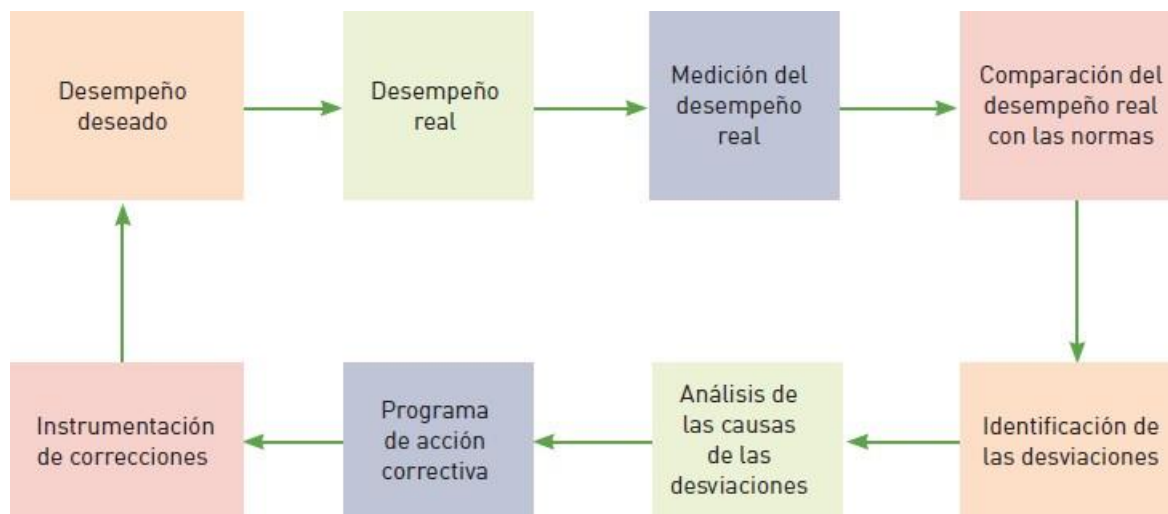 Desempeño
deseado
Desempeño
real
Medición del
desempeño
real
Comparación del
desempeño real
con las normas
Identificación de
las desviaciones
Análisis de
las causas
de las
desviaciones
Programa
de acción
correctiva
Instrumentación
de correcciones